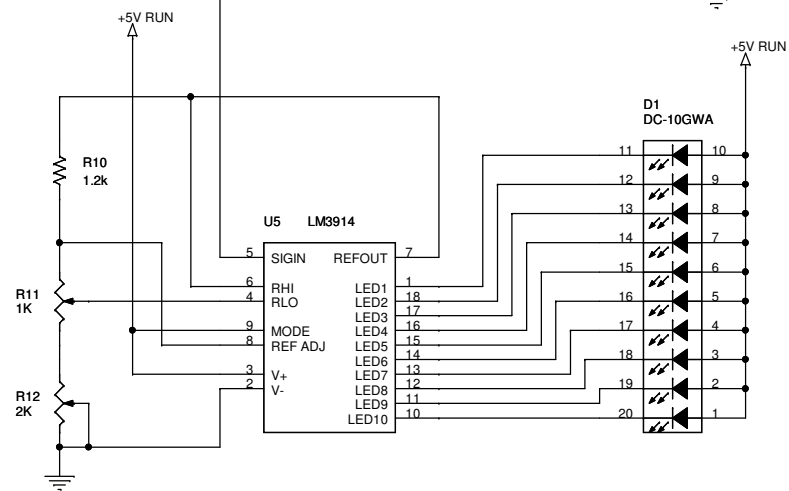 +5V RUN
+5V RUN
D1
DC-10GWA
R10
1.2k
U5 LM3914
11 10
12 9
13 8
14 7
15 6
16 5
17 4
18 3
19 2
20 1
5 SIGIN REFOUT 7
6 RHI LED1 1
4 RLO LED2 18
LED3 17
9 MODE LED4 16
8 REF ADJ LED5 15
LED6 14
3 V+ LED7 13
2 V- LED8 12
LED9 11
LED10 10
R11
1K
R12
2K